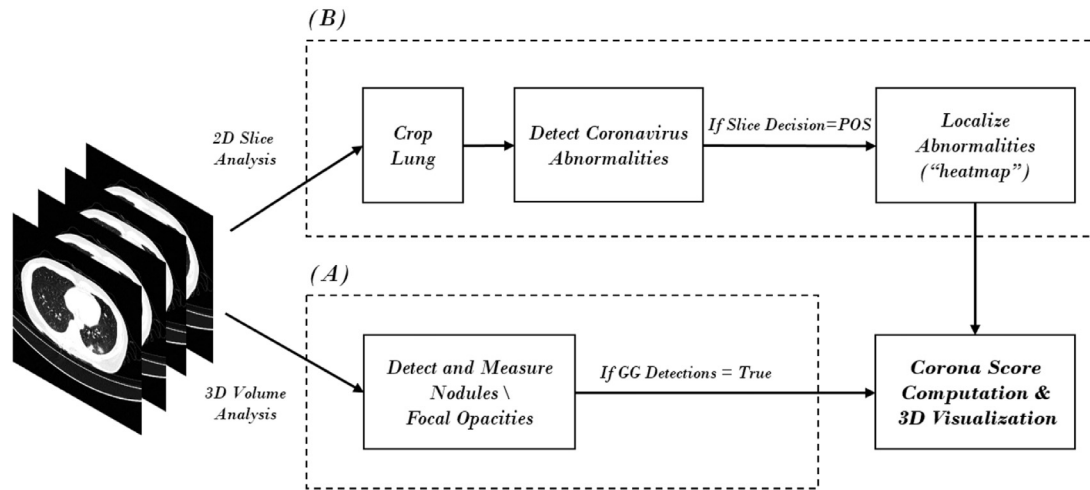 (B)
2D Slice
Analysis
Crop
Lung
Detect Coronavirus
Abnormalities
If Slice Decision=POS
Localize
Abnormalities
(“heatmap”)
(A)
3D Volume
Analysis
Detect and Measure
Nodules \
Focal Opacities
If GG Detections = True
Corona Score
Computation &
3D Visualization